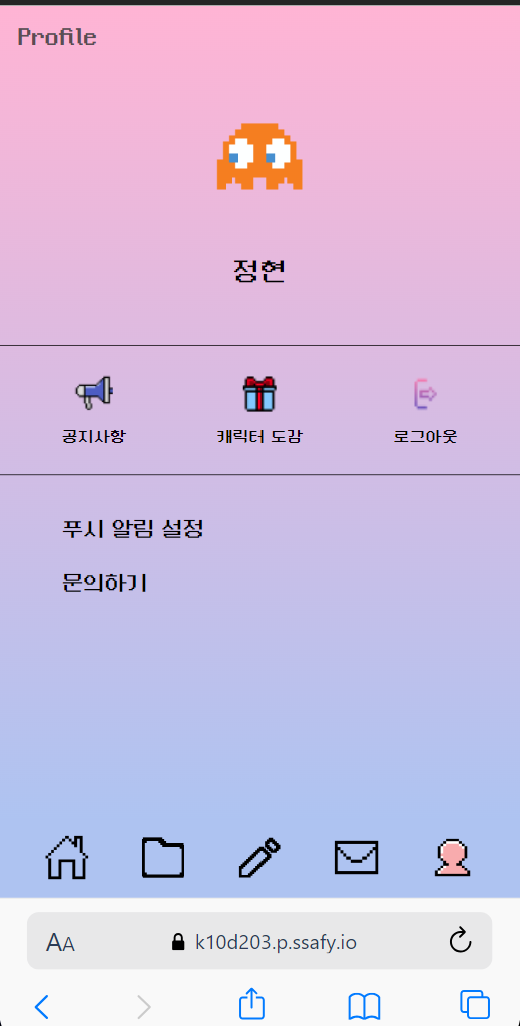 Profile
정현
공지사항 캐릭터 도감 로그아웃
푸시 알림 설정
문의하기
AA k10d203.p.ssafy.io